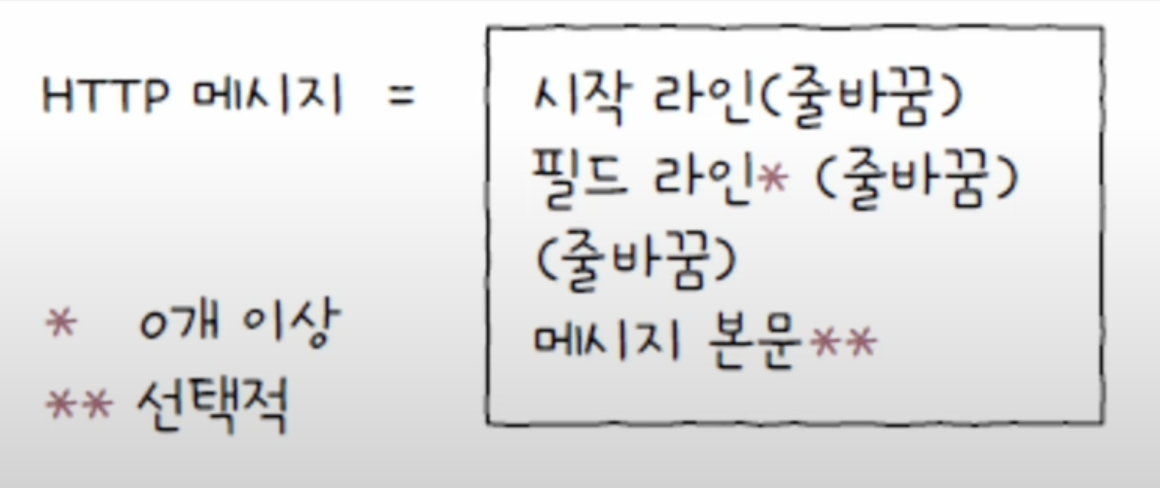 HTTP 메시지 =
시작 라인(줄바꿈)
필드 라인* (줄바꿈)
(줄바꿈)
메시지 본문**
* 0개 이상
** 선택적